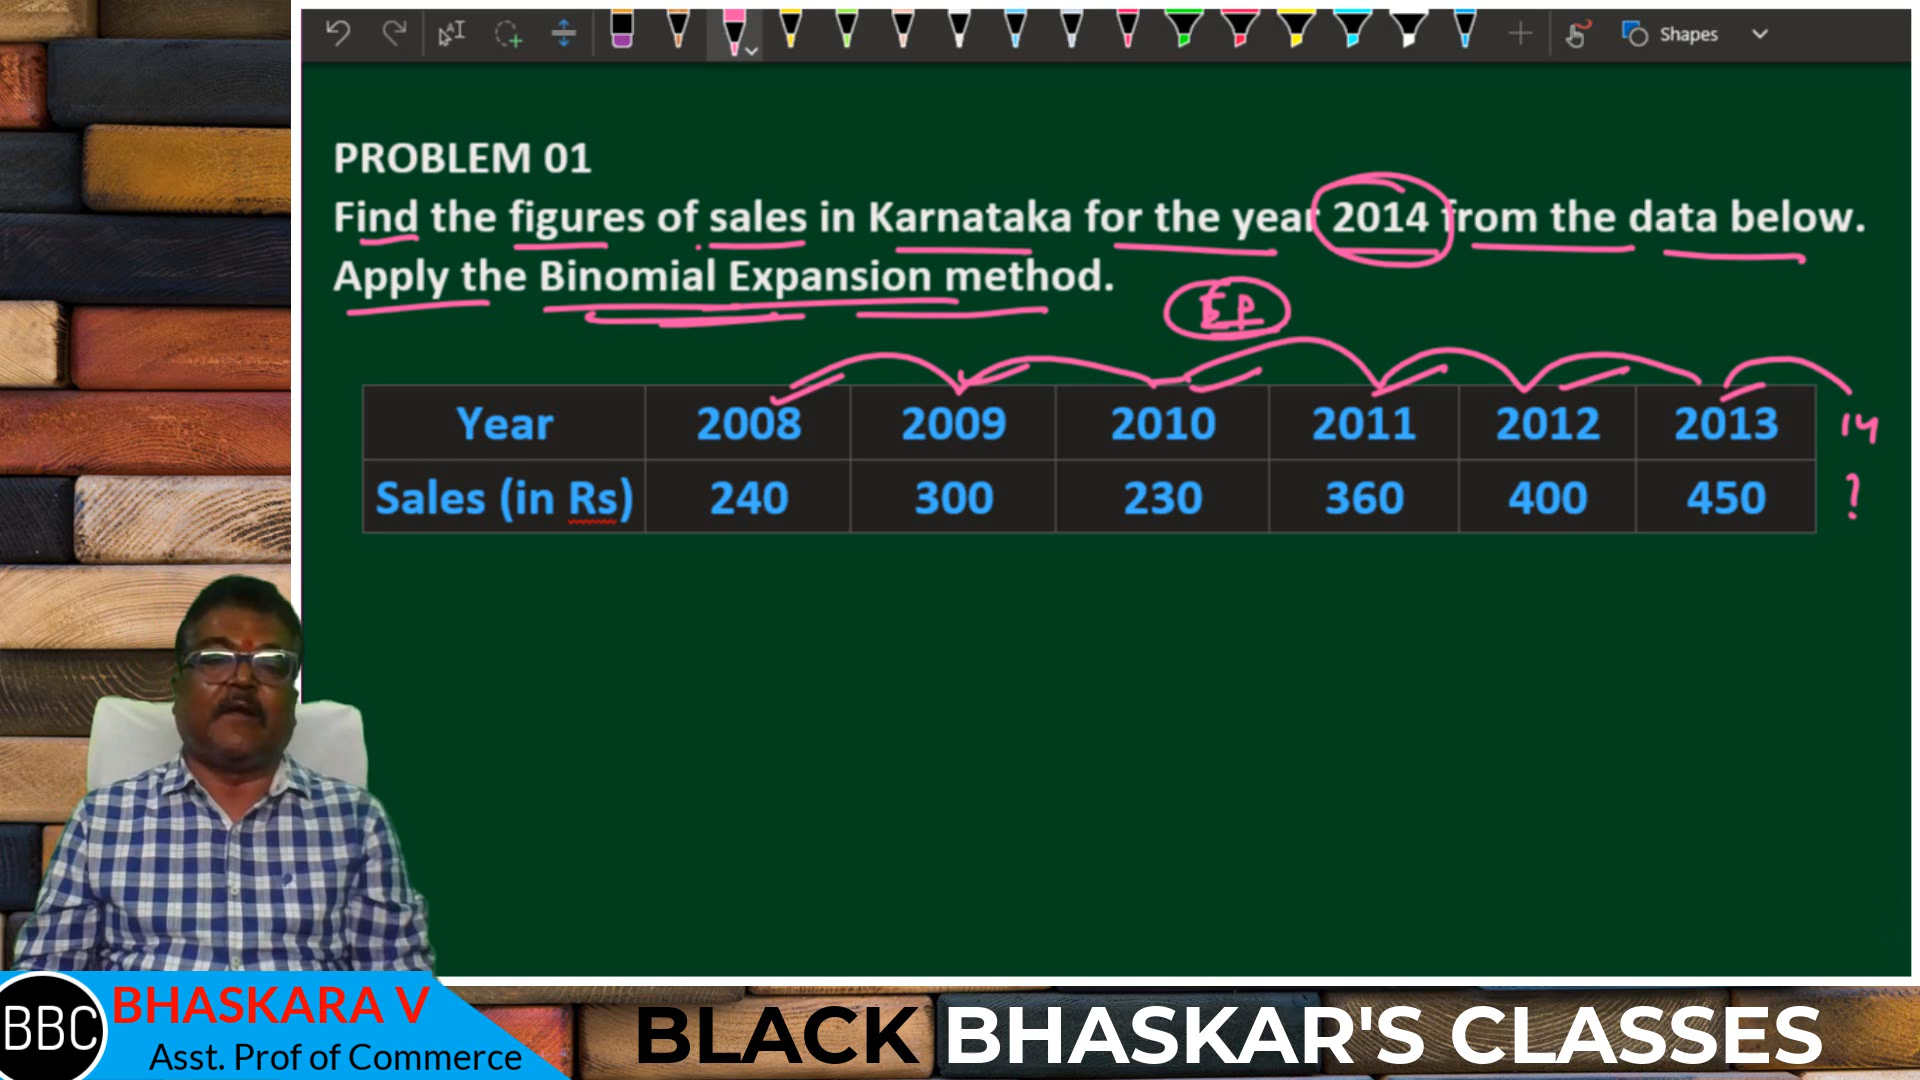 Shapes
PROBLEM 01
Find the figures of sales in Karnataka for the year 2014 from the data below.
Apply the Binomial Expansion method.
EP
Year 2008 2009 2010 2011 2012 2013 14
Sales (in Rs) 240 300 230 360 400 450 ?
BBC
BHASKARA V
Asst. Prof of Commerce
BLACK BHASKAR'S CLASSES